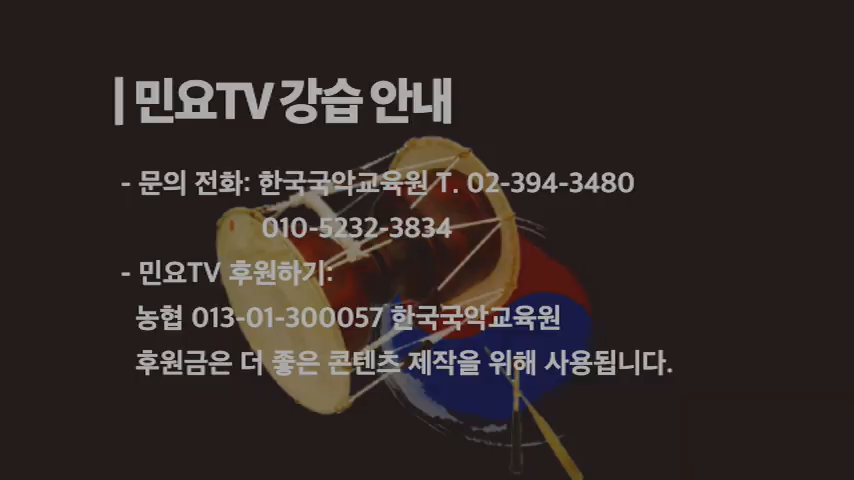 | 민요TV 강습 안내
- 문의 전화: 한국국악교육원 T. 02-394-3480
010-5232-3834
- 민요TV 후원하기:
농협 013-01-300057 한국국악교육원
후원금은 더 좋은 콘텐츠 제작을 위해 사용됩니다.